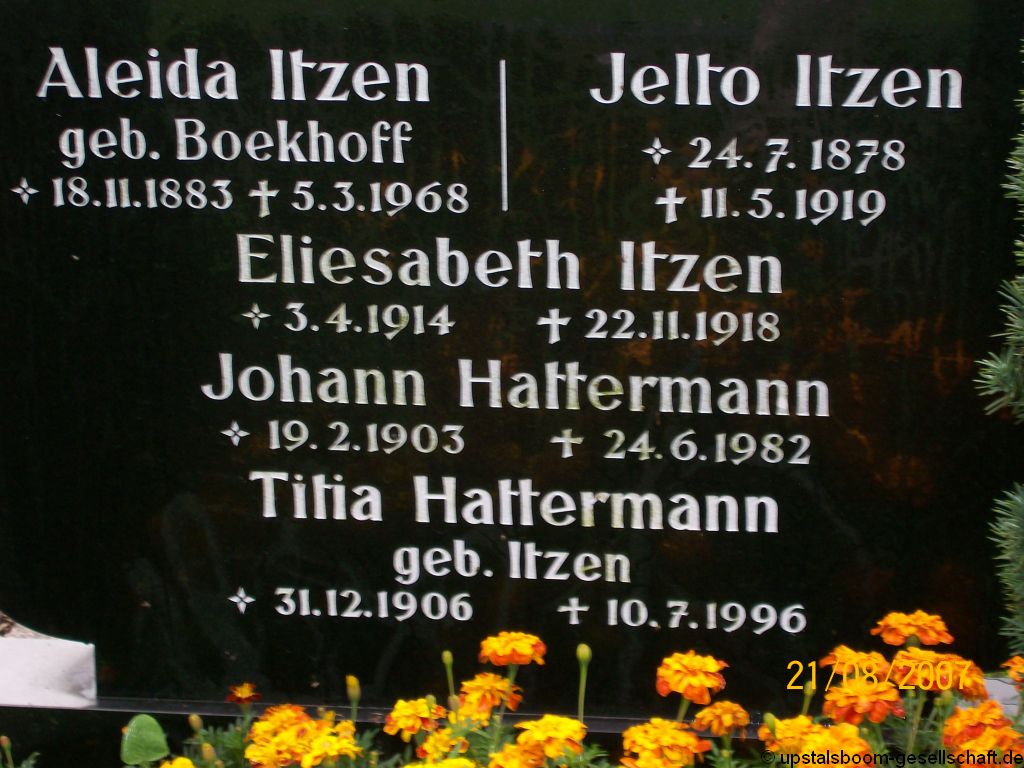 Aleida Itzen
geb. Boekhoff
18.11.1883 † 5.3.1968
Jelto Itzen
24.7.1878
† 11.5.1919
Eliesabeth Itzen
3.4.1914 † 22.11.1918
Johann Hattermann
19.2.1903 † 24.6.1982
Titia Hattermann
geb. Itzen
31.12.1906 † 10.7.1996
21/08/2007
© upstalsboom-gesellschaft.de